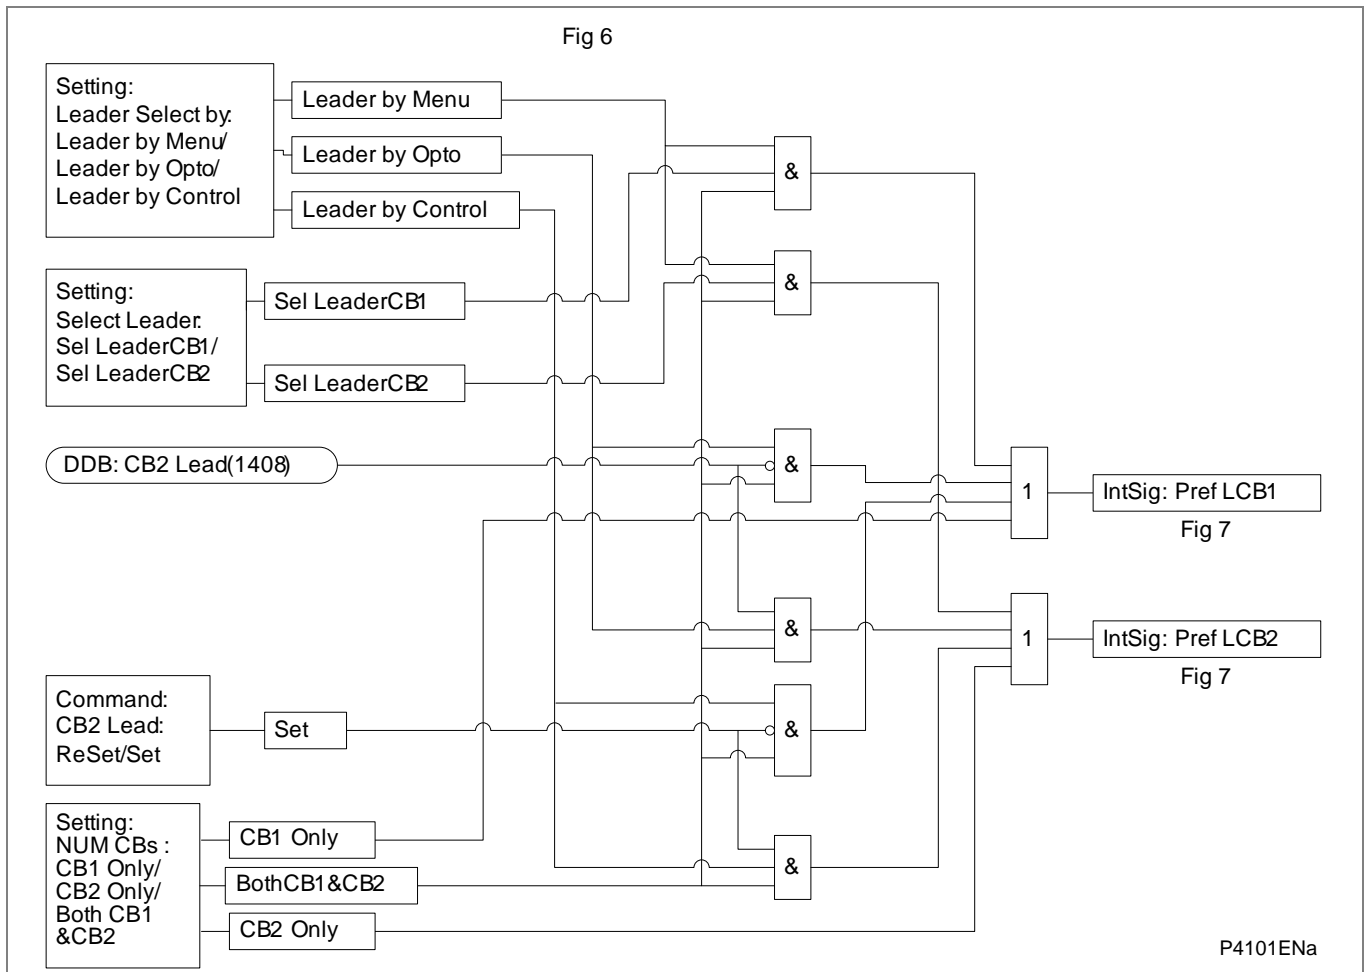 Fig 6
Setting:
Leader Select by:
Leader by Menu/
Leader by Opto/
Leader by Control
Leader by Menu
Leader by Opto
Leader by Control
&
&
Setting:
Select Leader:
Sel LeaderCB1/
Sel LeaderCB2
Sel LeaderCB1
Sel LeaderCB2
DDB: CB2 Lead(1408)
&
1
IntSig: Pref LCB1
Fig 7
&
1
IntSig: Pref LCB2
Fig 7
Command:
CB2 Lead:
ReSet/Set
Set
&
Setting:
NUM CBs :
CB1 Only/
CB2 Only/
Both CB1
&CB2
CB1 Only
BothCB1&CB2
CB2 Only
&
P4101ENa